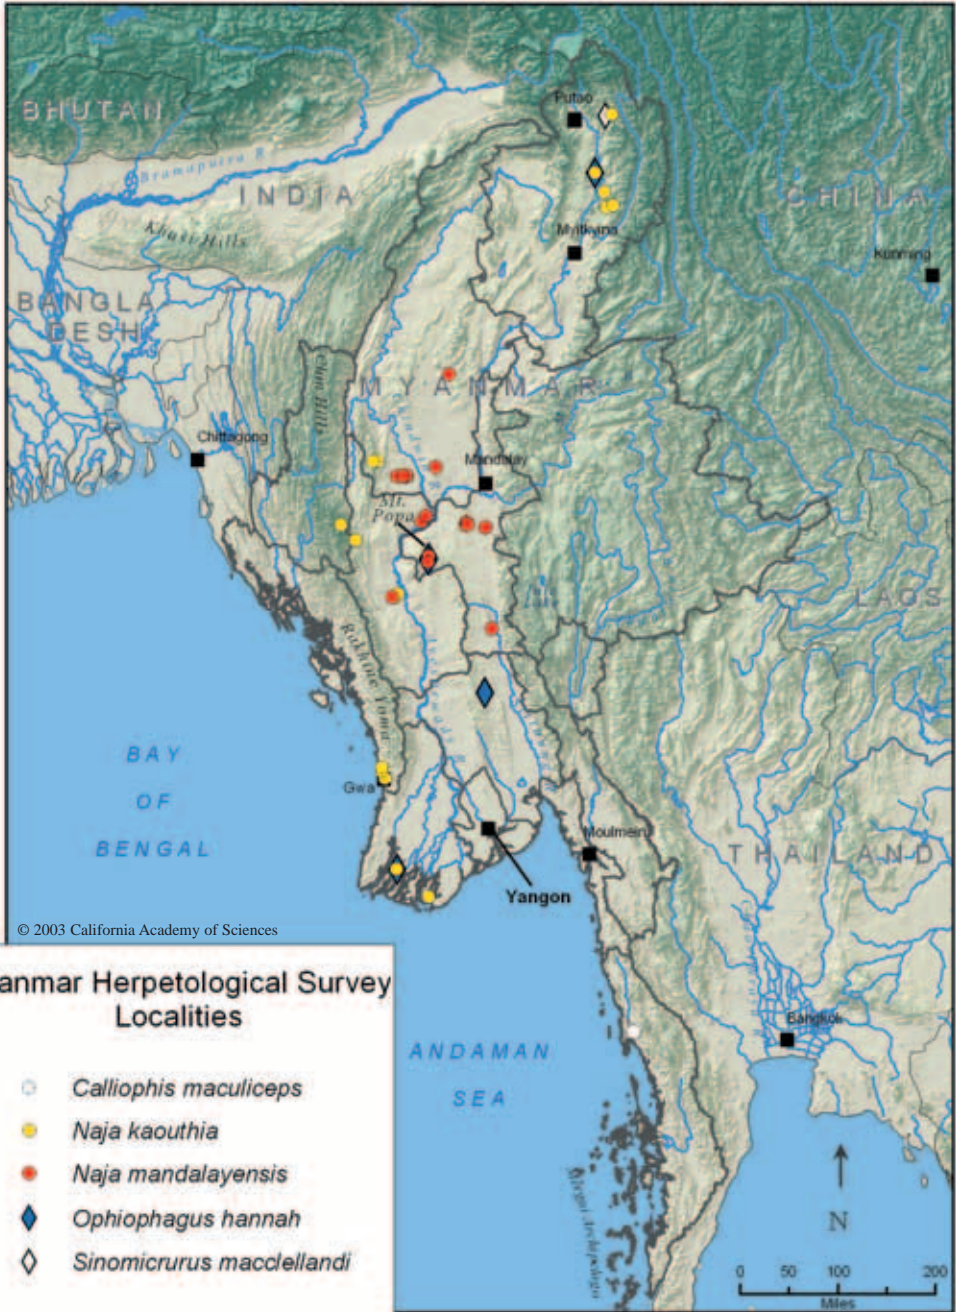 Putao
BHUTAN
Bramaputra R
INDIA
CHINA
Khasi Hills
Myitkyina
Kunming
BANGLA
DESH
Chin Hills
MYANMAR
Chittagong
Mandalay
Mt.
Popa
LAOS
Rakhine Yoma
BAY
OF
BENGAL
Gwa
Moulmein
THAILAND
Yangon
© 2003 California Academy of Sciences
anmar Herpetological Survey
Localities
Bangkok
ANDAMAN
SEA
Calliophis maculiceps
Naja kaouthia
Naja mandalayensis
Ophiophagus hannah
Sinomicrurus macclellandi
Mergui Archipelago
N
0 50 100 200
Miles